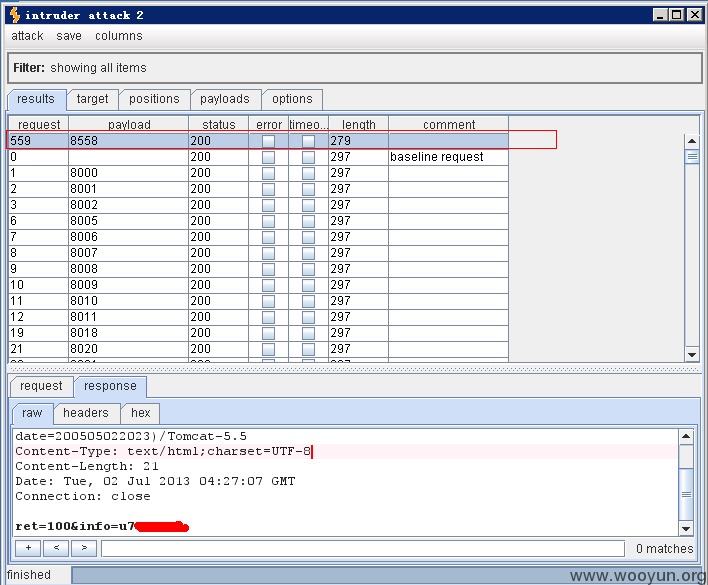 intruder attack 2
attack save columns
Filter: showing all items
results target positions payloads options
request payload status error timeo... length comment
559 8558 200 279
0 200 297 baseline request
1 8000 200 297
2 8001 200 297
3 8002 200 297
6 8005 200 297
7 8006 200 297
8 8007 200 297
9 8008 200 297
10 8009 200 297
11 8010 200 297
12 8011 200 297
19 8018 200 297
21 8020 200 297
request response
raw headers hex
date=200505022023)/Tomcat-5.5
Content-Type: text/html;charset=UTF-8
Content-Length: 21
Date: Tue, 02 Jul 2013 04:27:07 GMT
Connection: close
ret=100&info=u7
+ < > 0 matches
finished
www.wooyun.org